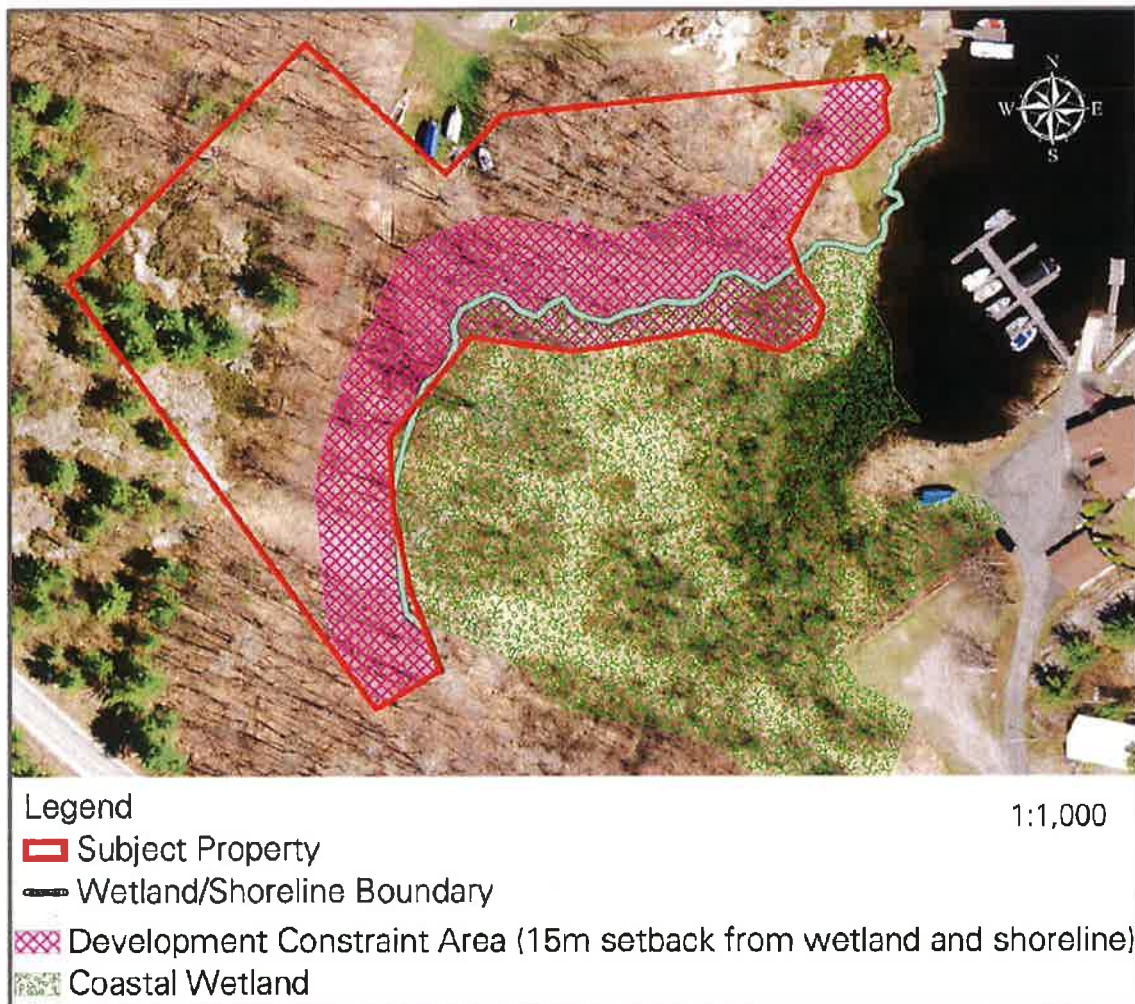 N
W E
S
Legend
1:1,000
Subject Property
Wetland/Shoreline Boundary
Development Constraint Area (15m setback from wetland and shoreline)
Coastal Wetland